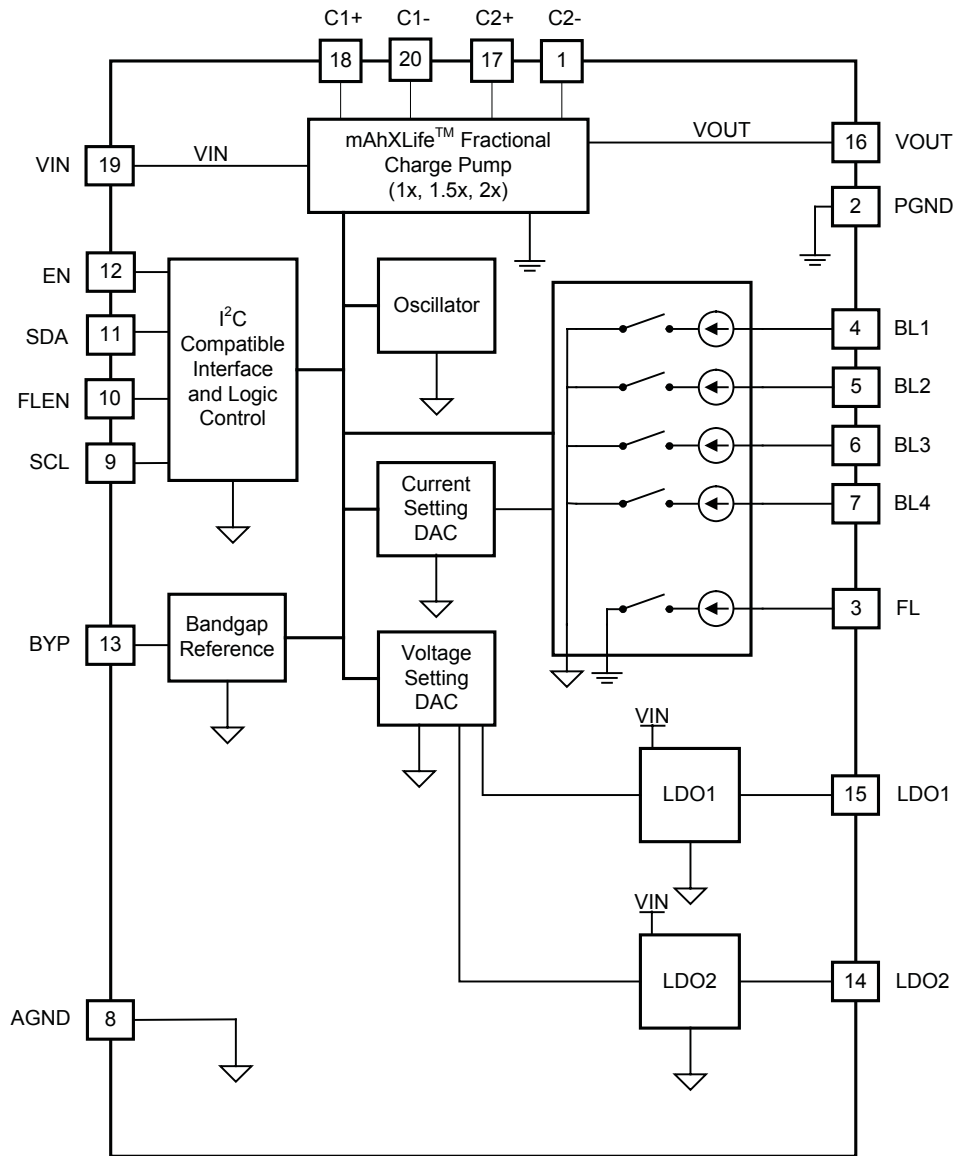 C1+ C1- C2+ C2-
18 20 17 1
mAhXLife™ Fractional
Charge Pump
(1x, 1.5x, 2x)
VIN 19 VIN
VOUT 16 VOUT
2 PGND
EN 12
SDA 11
FLEN 10
SCL 9
I²C
Compatible
Interface
and Logic
Control
Oscillator
4 BL1
5 BL2
6 BL3
7 BL4
3 FL
Current
Setting
DAC
BYP 13
Bandgap
Reference
Voltage
Setting
DAC
VIN
LDO1 15 LDO1
VIN
LDO2 14 LDO2
AGND 8